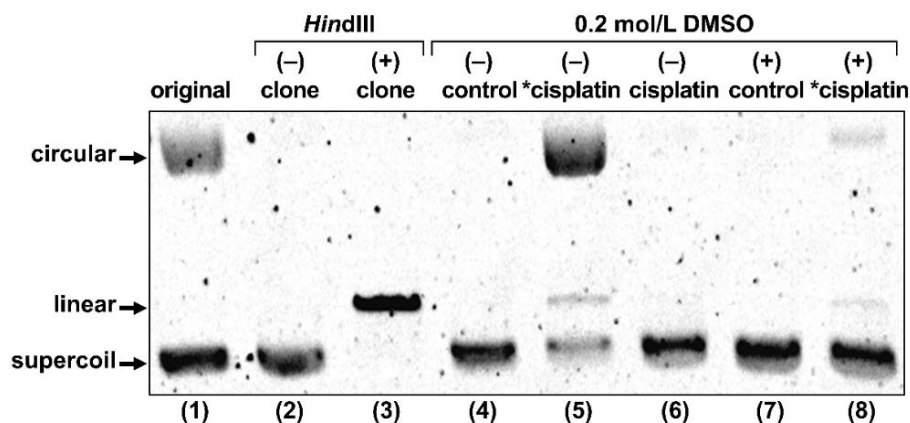 HindIII 0.2 mol/L DMSO
(–) (+) (–) (–) (–) (+) (+)
original clone clone control *cisplatin cisplatin control *cisplatin
circular
linear
supercoil
(1) (2) (3) (4) (5) (6) (7) (8)